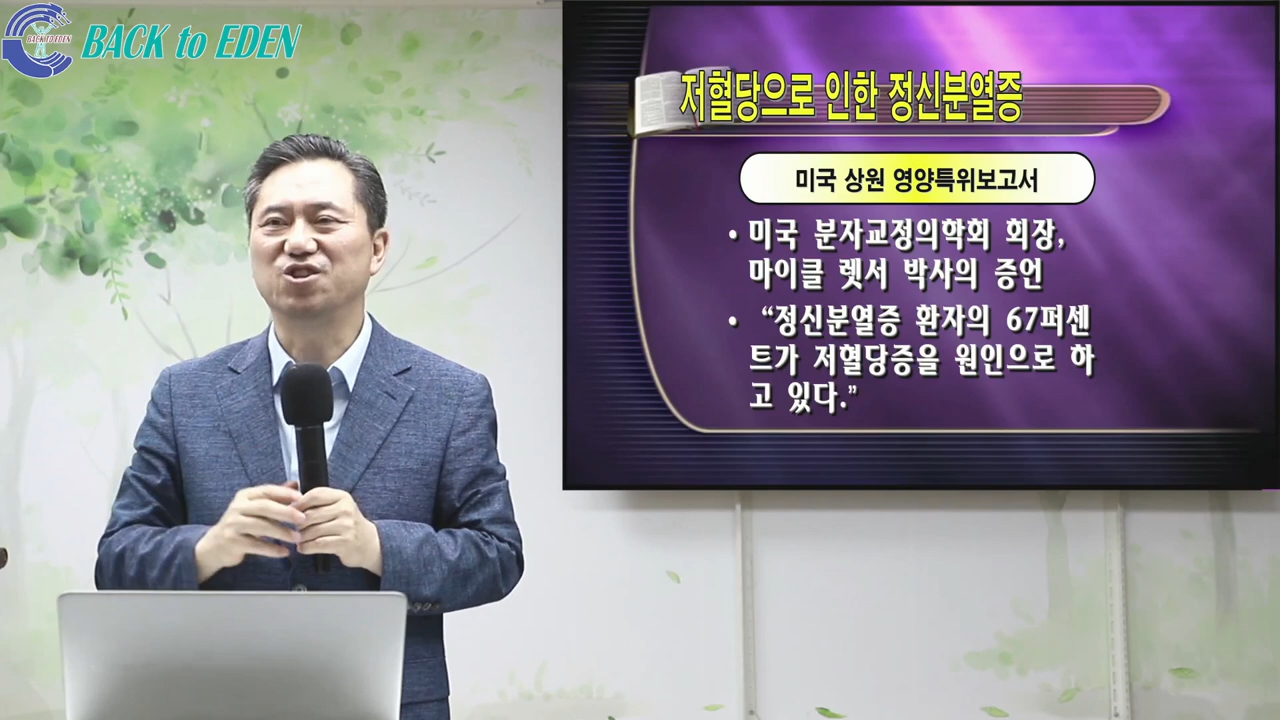 BACK TO EDEN
BACK to EDEN
저혈당으로 인한 정신분열증
미국 상원 영양특위보고서
• 미국 분자교정의학회 회장,
마이클 렛서 박사의 증언
• “정신분열증 환자의 67퍼센
트가 저혈당증을 원인으로 하
고 있다.”